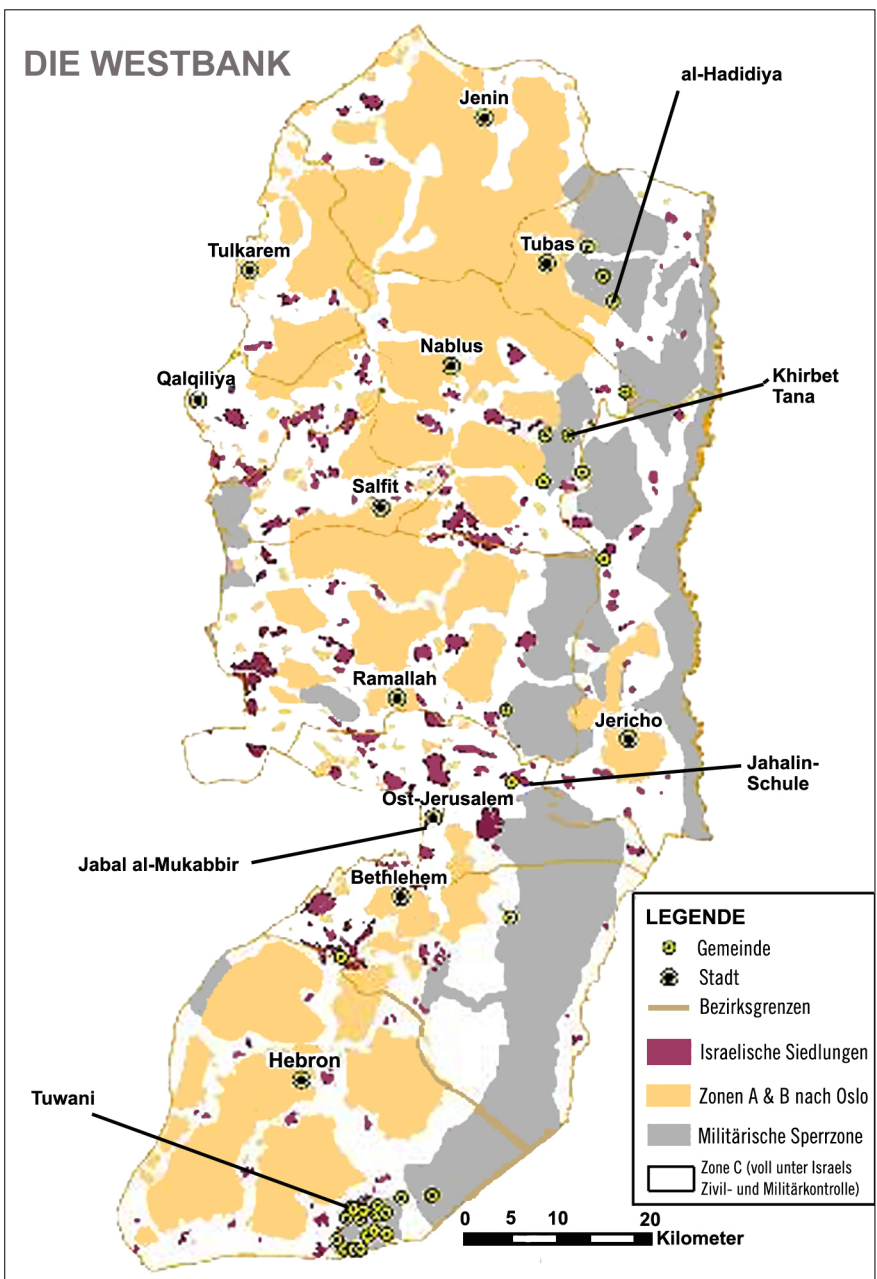 DIE WESTBANK
al-Hadidiya
Jenin
Tulkarem
Tubas
Nablus
Qalqiliya
Khirbet
Tana
Salfit
Ramallah
Jericho
Jahalin-
Schule
Ost-Jerusalem
Jabal al-Mukabbir
Bethlehem
Hebron
Tuwani
LEGENDE
Gemeinde
Stadt
Bezirksgrenzen
Israelische Siedlungen
Zonen A & B nach Oslo
Militärische Sperrzone
Zone C (voll unter Israels
Zivil- und Militärkontrolle)
0 5 10 20
Kilometer